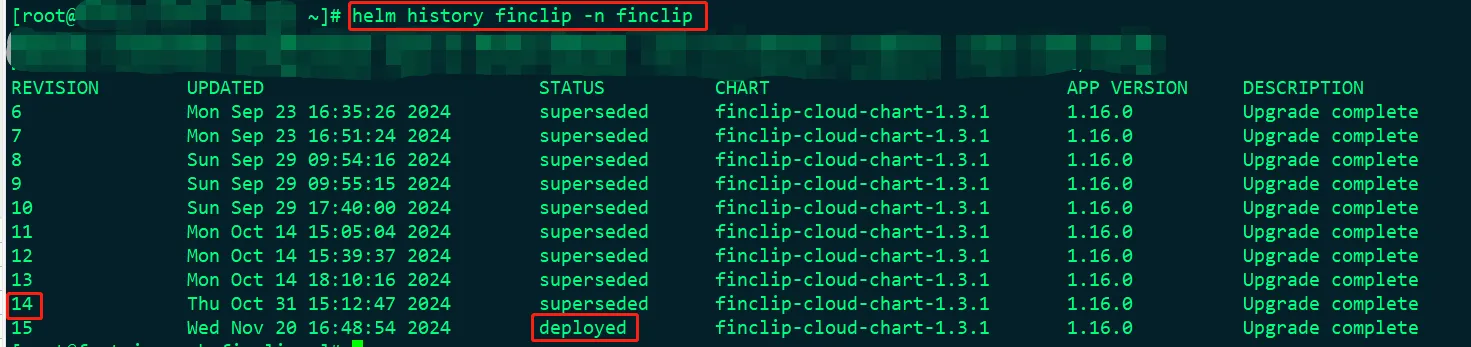 [root@ ~]# helm history finclip -n finclip
REVISION UPDATED STATUS CHART APP VERSION DESCRIPTION
6 Mon Sep 23 16:35:26 2024 superseded finclip-cloud-chart-1.3.1 1.16.0 Upgrade complete
7 Mon Sep 23 16:51:24 2024 superseded finclip-cloud-chart-1.3.1 1.16.0 Upgrade complete
8 Sun Sep 29 09:54:16 2024 superseded finclip-cloud-chart-1.3.1 1.16.0 Upgrade complete
9 Sun Sep 29 09:55:15 2024 superseded finclip-cloud-chart-1.3.1 1.16.0 Upgrade complete
10 Sun Sep 29 17:40:00 2024 superseded finclip-cloud-chart-1.3.1 1.16.0 Upgrade complete
11 Mon Oct 14 15:05:04 2024 superseded finclip-cloud-chart-1.3.1 1.16.0 Upgrade complete
12 Mon Oct 14 15:39:37 2024 superseded finclip-cloud-chart-1.3.1 1.16.0 Upgrade complete
13 Mon Oct 14 18:10:16 2024 superseded finclip-cloud-chart-1.3.1 1.16.0 Upgrade complete
14 Thu Oct 31 15:12:47 2024 superseded finclip-cloud-chart-1.3.1 1.16.0 Upgrade complete
15 Wed Nov 20 16:48:54 2024 deployed finclip-cloud-chart-1.3.1 1.16.0 Upgrade complete